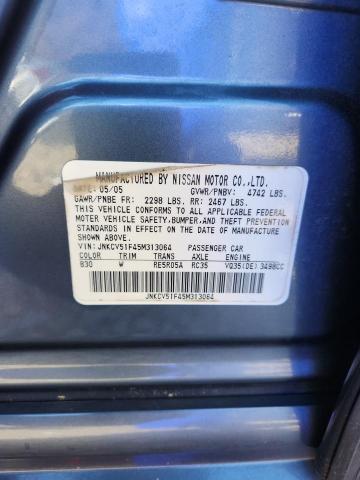 MANUFACTURED BY NISSAN MOTOR CO.,LTD.
DATE: 05/05 GVWR/PNBV: 4742 LBS.
GAWR/PNBE FR: 2298 LBS. RR: 2467 LBS.
THIS VEHICLE CONFORMS TO ALL APPLICABLE FEDERAL
MOTOR VEHICLE SAFETY,BUMPER,AND THEFT PREVENTION
STANDARDS IN EFFECT ON THE DATE OF MANUFACTURE
SHOWN ABOVE.
VIN: JNKCV51F45M313064 PASSENGER CAR
COLOR TRIM TRANS AXLE ENGINE
B30 W RE5R05A RC35 VQ35(DE) 3498CC
JNKCV51F45M313064